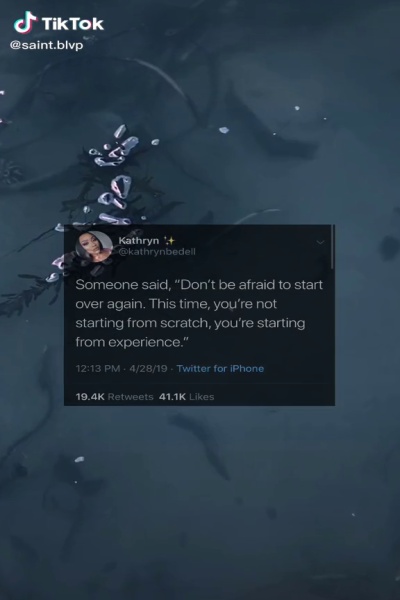 TikTok
@saint.blvp
Kathryn ✨
@kathrynbedell
Someone said, “Don’t be afraid to start
over again. This time, you’re not
starting from scratch, you’re starting
from experience.”
12:13 PM · 4/28/19 · Twitter for iPhone
19.4K Retweets 41.1K Likes